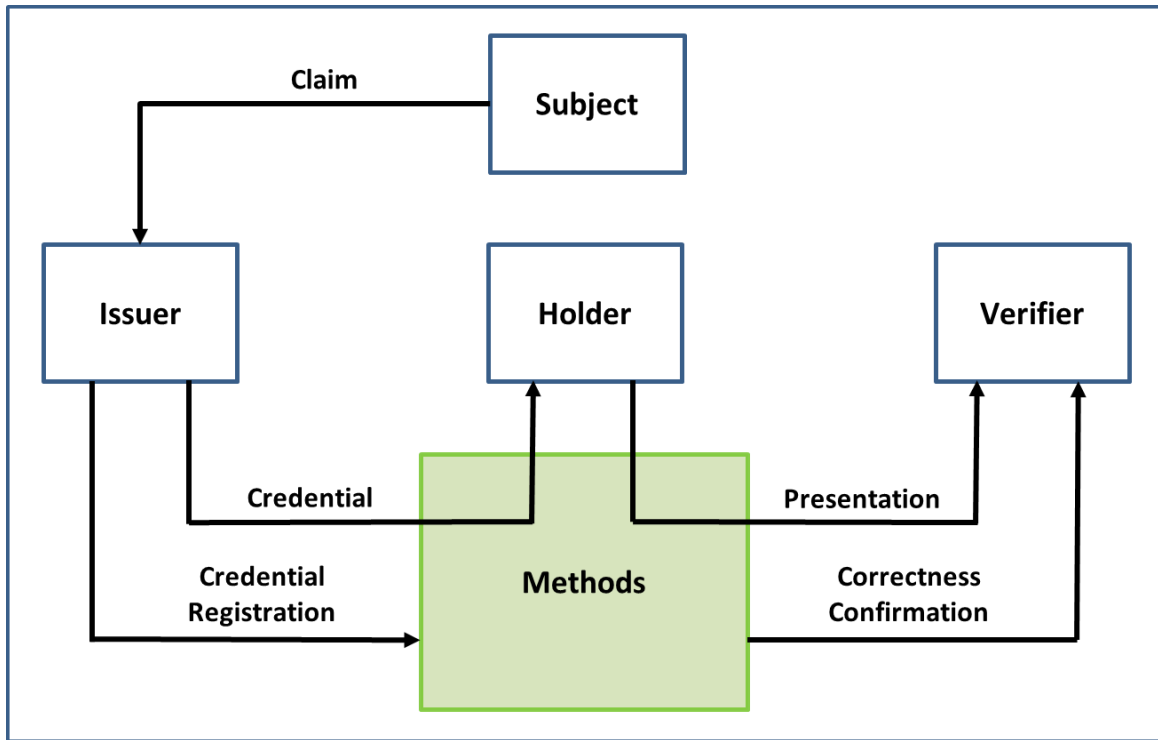 Claim
Subject
Issuer
Holder
Verifier
Credential
Presentation
Credential
Registration
Methods
Correctness
Confirmation